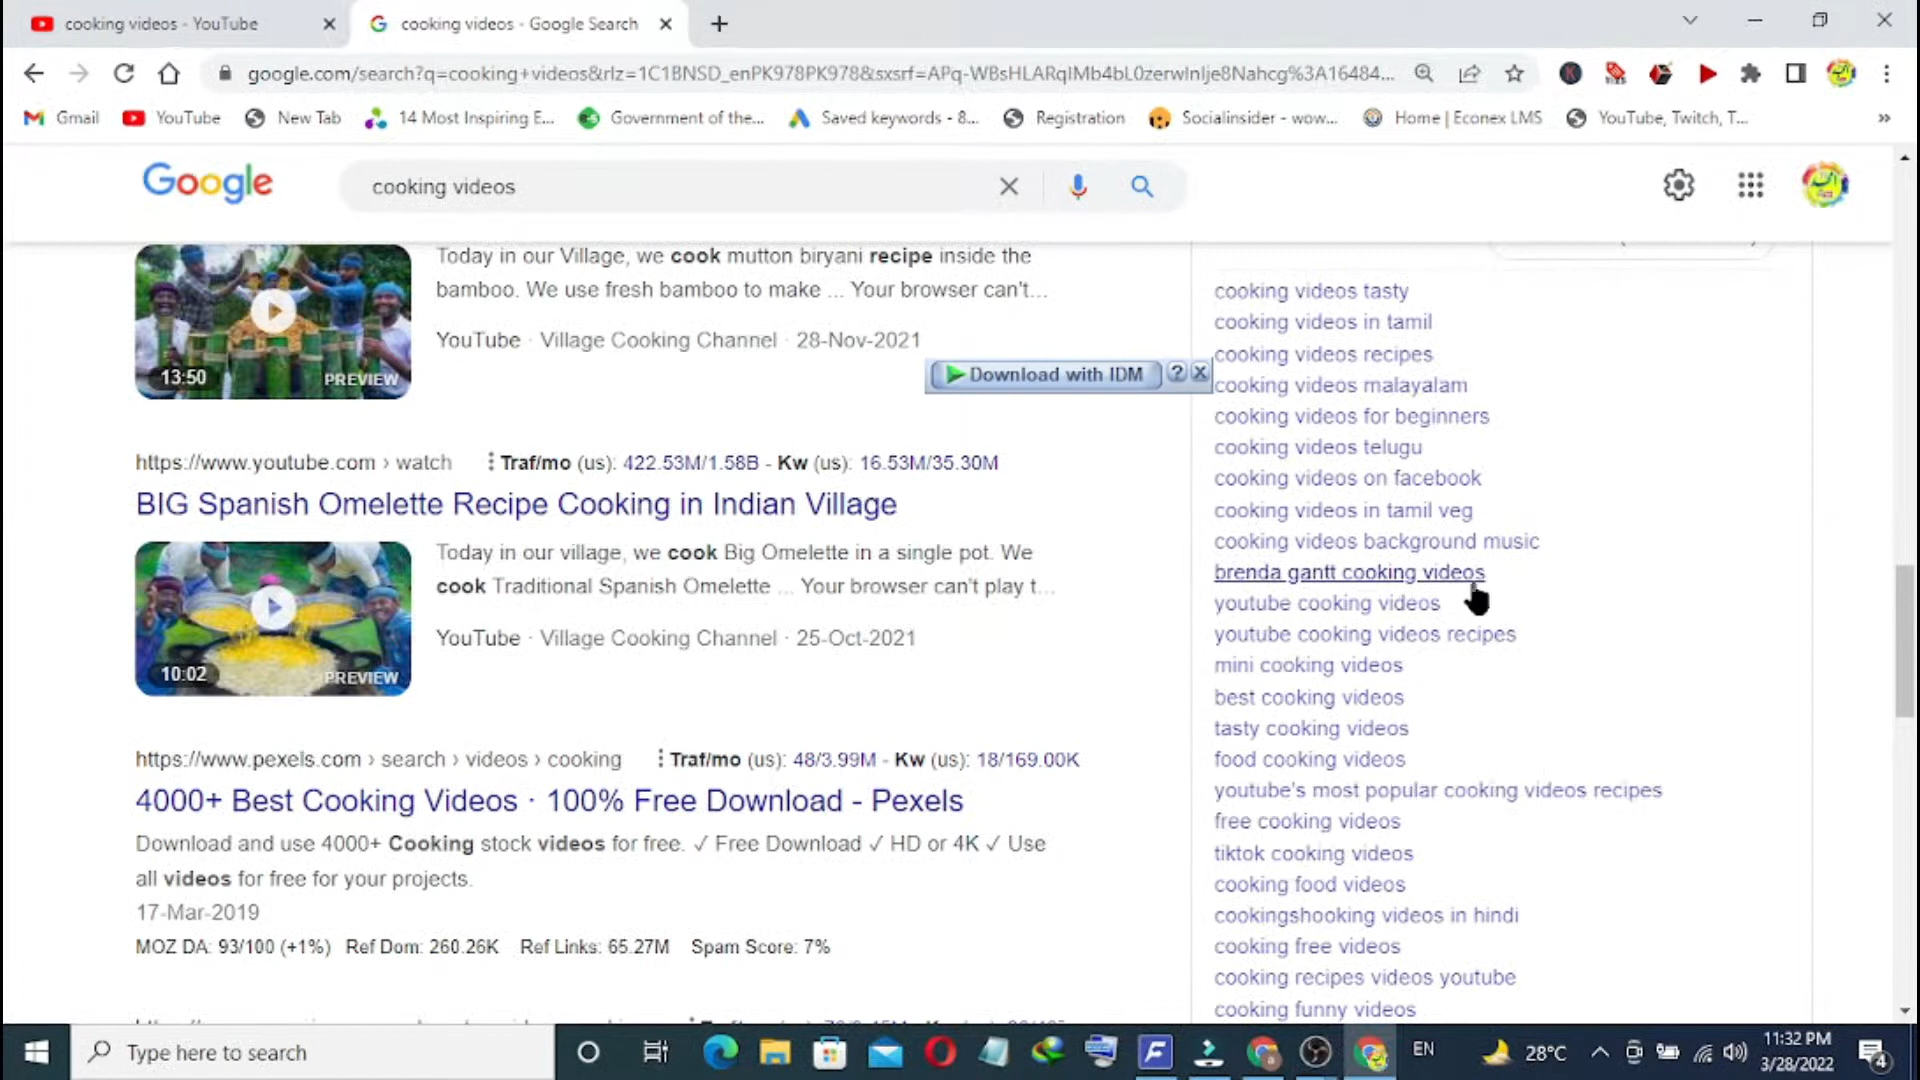 cooking videos - YouTube
cooking videos - Google Search
google.com/search?q=cooking+videos&rlz=1C1BNSD_enPK978PK978&sxsrf=
Gmail
YouTube
New Tab
14 Most Inspiring E...
Government of the...
Saved keywords - 8...
Registration
Socialinsider - wow...
Home | Econex LMS
YouTube, Twitch, T...
»
Google
cooking videos
Today in our Village, we cook mutton biryani recipe inside the
bamboo. We use fresh bamboo to make ... Your browser can't...
YouTube · Village Cooking Channel · 28-Nov-2021
13:50
PREVIEW
Download with IDM
?
https://www.youtube.com › watch
Traf/mo (us): 422.53M/1.58B - Kw (us): 16.53M/35.30M
BIG Spanish Omelette Recipe Cooking in Indian Village
Today in our village, we cook Big Omelette in a single pot. We
cook Traditional Spanish Omelette ... Your browser can't play t...
YouTube · Village Cooking Channel · 25-Oct-2021
10:02
PREVIEW
https://www.pexels.com › search › videos › cooking
Traf/mo (us): 48/3.99M - Kw (us): 18/169.00K
4000+ Best Cooking Videos · 100% Free Download - Pexels
Download and use 4000+ Cooking stock videos for free. ✓ Free Download ✓ HD or 4K ✓ Use
all videos for free for your projects.
17-Mar-2019
MOZ DA: 93/100 (+1%) Ref Dom: 260.26K Ref Links: 65.27M Spam Score: 7%
cooking videos tasty
cooking videos in tamil
cooking videos recipes
cooking videos malayalam
cooking videos for beginners
cooking videos telugu
cooking videos on facebook
cooking videos in tamil veg
cooking videos background music
brenda gantt cooking videos
youtube cooking videos
youtube cooking videos recipes
mini cooking videos
best cooking videos
tasty cooking videos
food cooking videos
youtube's most popular cooking videos recipes
free cooking videos
tiktok cooking videos
cooking food videos
cookingshooking videos in hindi
cooking free videos
cooking recipes videos youtube
cooking funny videos
Type here to search
EN
28°C
11:32 PM
3/28/2022
4